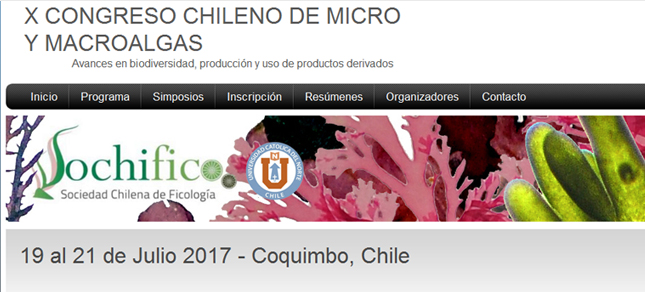 X CONGRESO CHILENO DE MICRO
Y MACROALGAS
Avances en biodiversidad, producción y uso de productos derivados
Inicio Programa Simposios Inscripción Resúmenes Organizadores Contacto
Sochifico
Sociedad Chilena de Ficología
UNIVERSIDAD CATOLICA DEL NORTE
U N
CHILE
19 al 21 de Julio 2017 - Coquimbo, Chile